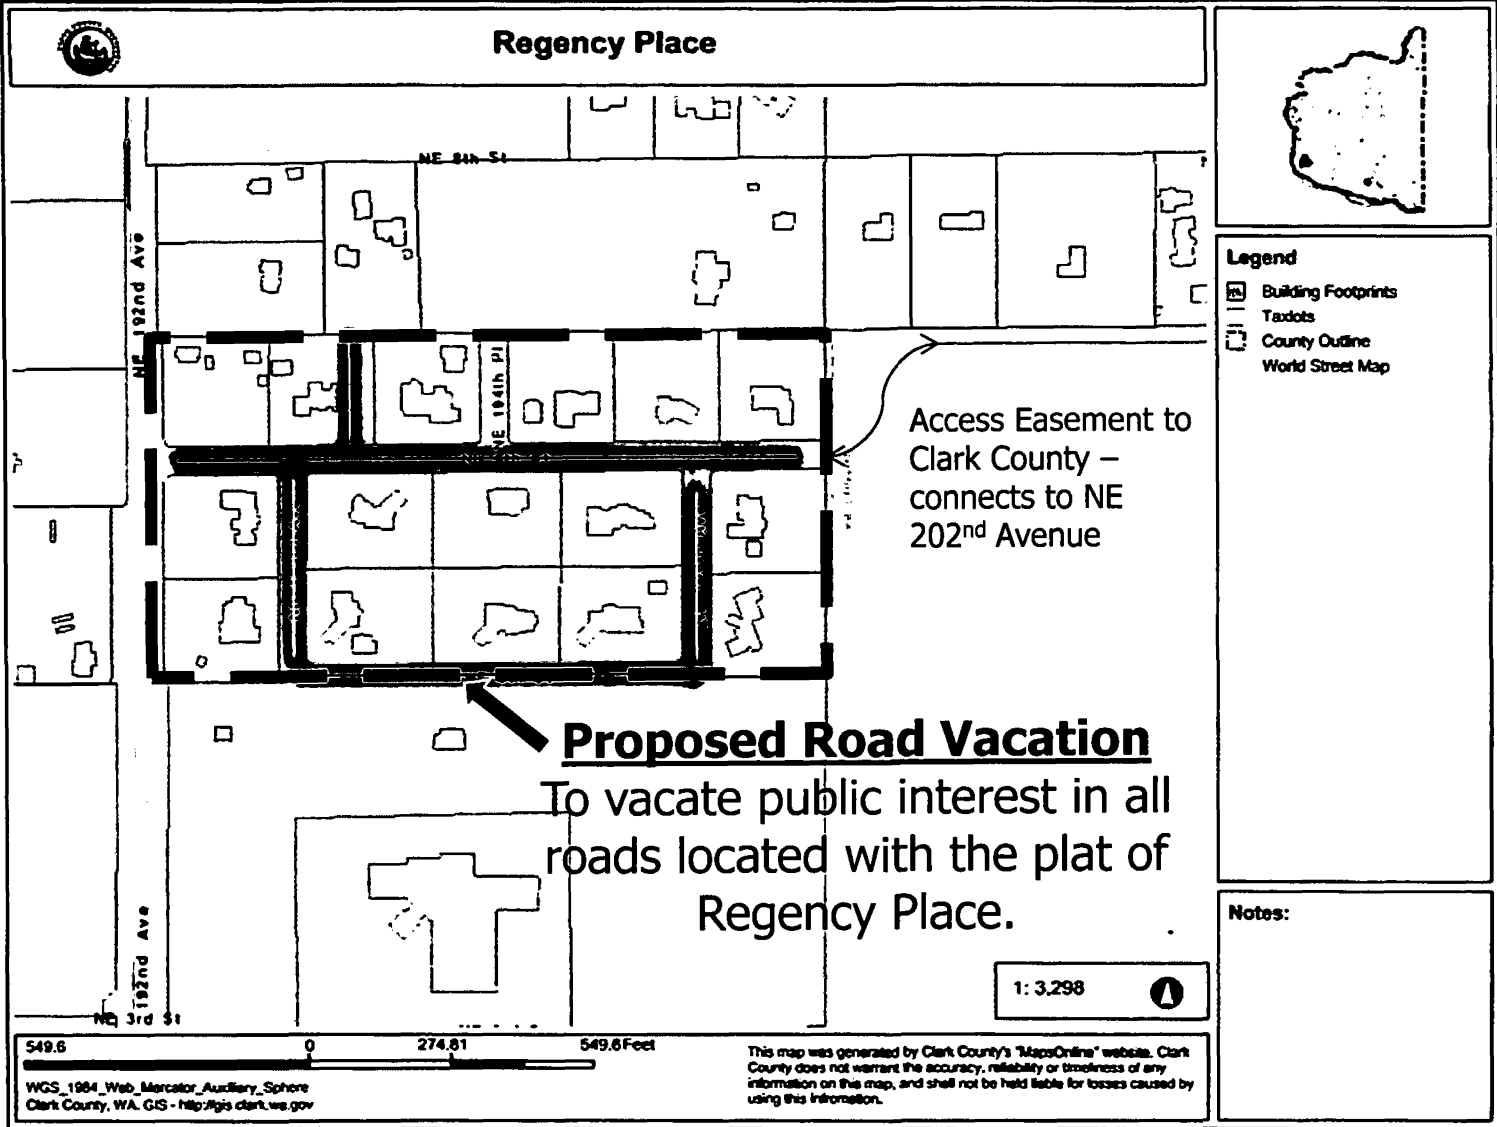 Regency Place
NE 8th St
NE 192nd Ave
NE 194th Pl
Access Easement to
Clark County –
connects to NE
202nd Avenue
Proposed Road Vacation
To vacate public interest in all
roads located with the plat of
Regency Place.
192nd Ave
NE 3rd St
Legend
Building Footprints
Taxlots
County Outline
World Street Map
Notes:
1: 3,298
549.6
0
274.81
549.6 Feet
WGS_1984_Web_Mercator_Auxiliary_Sphere
Clark County, WA. GIS - http://gis.clark.wa.gov
This map was generated by Clark County's "MapsOnline" website. Clark
County does not warrant the accuracy, reliability or timeliness of any
information on this map, and shall not be held liable for losses caused by
using this information.